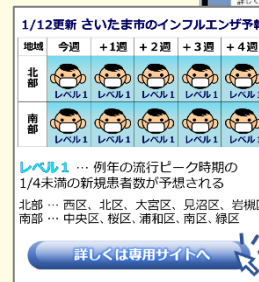 1/12更新 さいたま市のインフルエンザ予
地域 今週 +1週 +2週 +3週 +4週
北部
レベル1 レベル1 レベル1 レベル1 レベル1
南部
レベル1 レベル1 レベル1 レベル1 レベル1
レベル1 … 例年の流行ピーク時期の
1/4未満の新規患者数が予想される
北部 … 西区、北区、大宮区、見沼区、岩槻
南部 … 中央区、桜区、浦和区、南区、緑区
詳しくは専用サイトへ